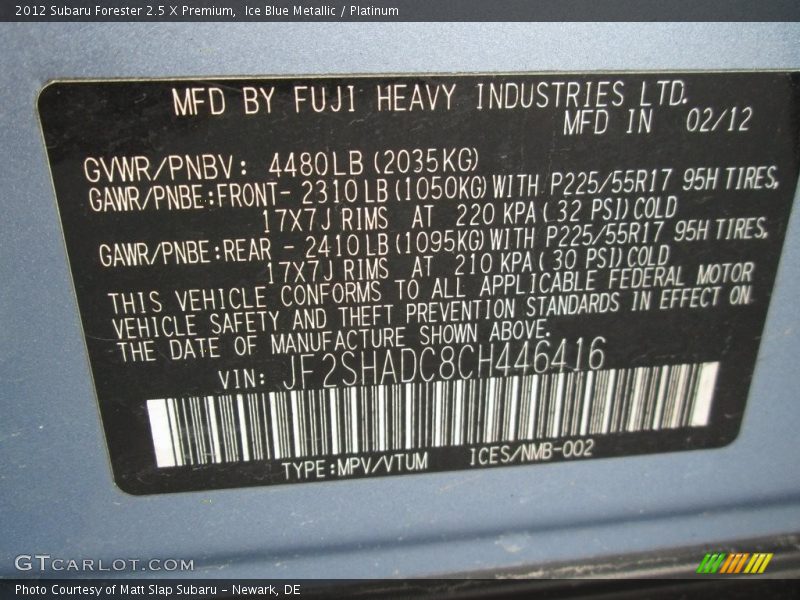 2012 Subaru Forester 2.5 X Premium,  Ice Blue Metallic / Platinum
MFD BY FUJI HEAVY INDUSTRIES LTD.
MFD IN 02/12
GVWR/PNBV: 4480LB (2035KG)
GAWR/PNBE:FRONT- 2310LB (1050KG) WITH P225/55R17 95H TIRES,
17X7J RIMS AT 220 KPA ( 32 PSI) COLD
GAWR/PNBE:REAR - 2410LB (1095KG) WITH P225/55R17 95H TIRES,
17X7J RIMS AT 210 KPA ( 30 PSI) COLD
THIS VEHICLE CONFORMS TO ALL APPLICABLE FEDERAL MOTOR
VEHICLE SAFETY AND THEFT PREVENTION STANDARDS IN EFFECT ON
THE DATE OF MANUFACTURE SHOWN ABOVE.
VIN: JF2SHADC8CH446416
TYPE:MPV/VTUM ICES/NMB-002
GTCARLOT.COM
Photo Courtesy of Matt Slap Subaru - Newark, DE